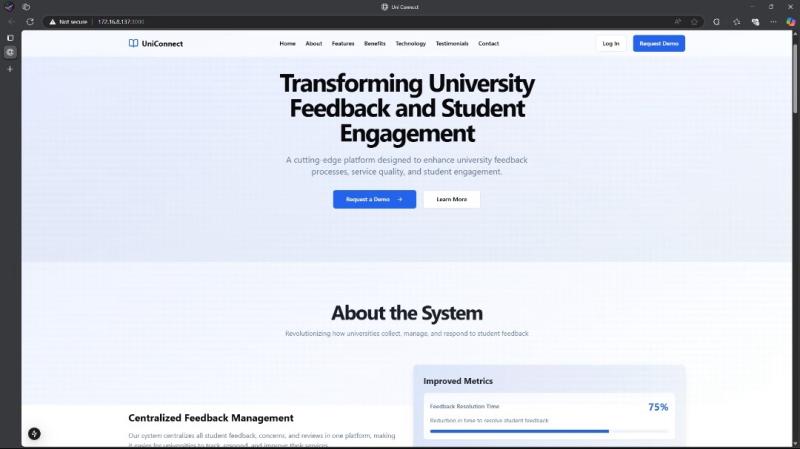 Uni Connect
Not secure
172.16.8.137:3000
UniConnect
Home
About
Features
Benefits
Technology
Testimonials
Contact
Log In
Request Demo
Transforming University
Feedback and Student
Engagement
A cutting-edge platform designed to enhance university feedback
processes, service quality, and student engagement.
Request a Demo →
Learn More
About the System
Revolutionizing how universities collect, manage, and respond to student feedback
Improved Metrics
Feedback Resolution Time
75%
Reduction in time to resolve student feedback
Centralized Feedback Management
Our system centralizes all student feedback, concerns, and reviews in one platform, making
it easier for universities to track, respond, and improve their services.